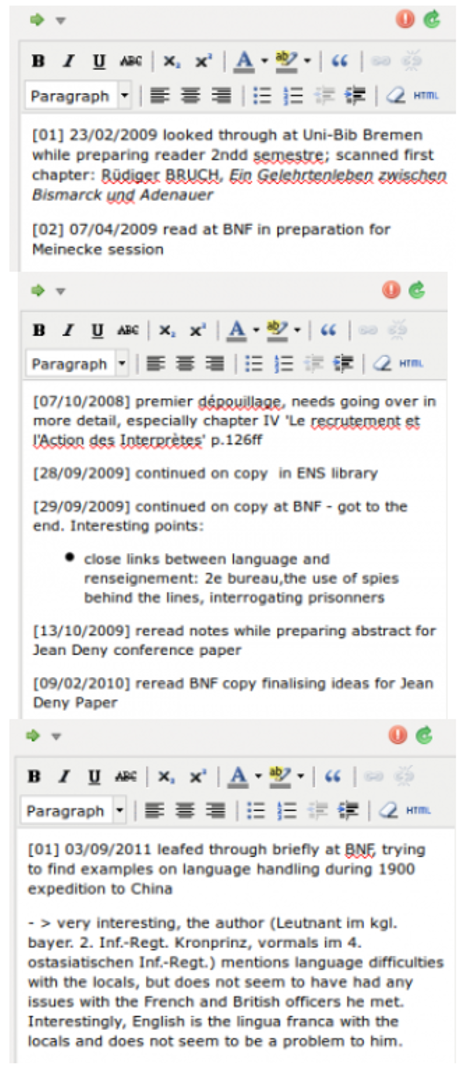 B I U ABC x, x² A ab “
Paragraph HTML
[01] 23/02/2009 looked through at Uni-Bib Bremen
while preparing reader 2ndd semestre; scanned first
chapter: Rüdiger BRUCH, Ein Gelehrtenleben zwischen
Bismarck und Adenauer
[02] 07/04/2009 read at BNF in preparation for
Meinecke session
B I U ABC x, x² A ab “
Paragraph HTML
[07/10/2008] premier dépouillage, needs going over in
more detail, especially chapter IV 'Le recrutement et
l'Action des Interprètes' p.126ff
[28/09/2009] continued on copy in ENS library
[29/09/2009] continued on copy at BNF - got to the
end. Interesting points:
• close links between language and
renseignement: 2e bureau,the use of spies
behind the lines, interrogating prisonners
[13/10/2009] reread notes while preparing abstract for
Jean Deny conference paper
[09/02/2010] reread BNF copy finalising ideas for Jean
Deny Paper
B I U ABC x, x² A ab “
Paragraph HTML
[01] 03/09/2011 leafed through briefly at BNF, trying
to find examples on language handling during 1900
expedition to China
- > very interesting, the author (Leutnant im kgl.
bayer. 2. Inf.-Regt. Kronprinz, vormals im 4.
ostasiatischen Inf.-Regt.) mentions language difficulties
with the locals, but does not seem to have had any
issues with the French and British officers he met.
Interestingly, English is the lingua franca with the
locals and does not seem to be a problem to him.